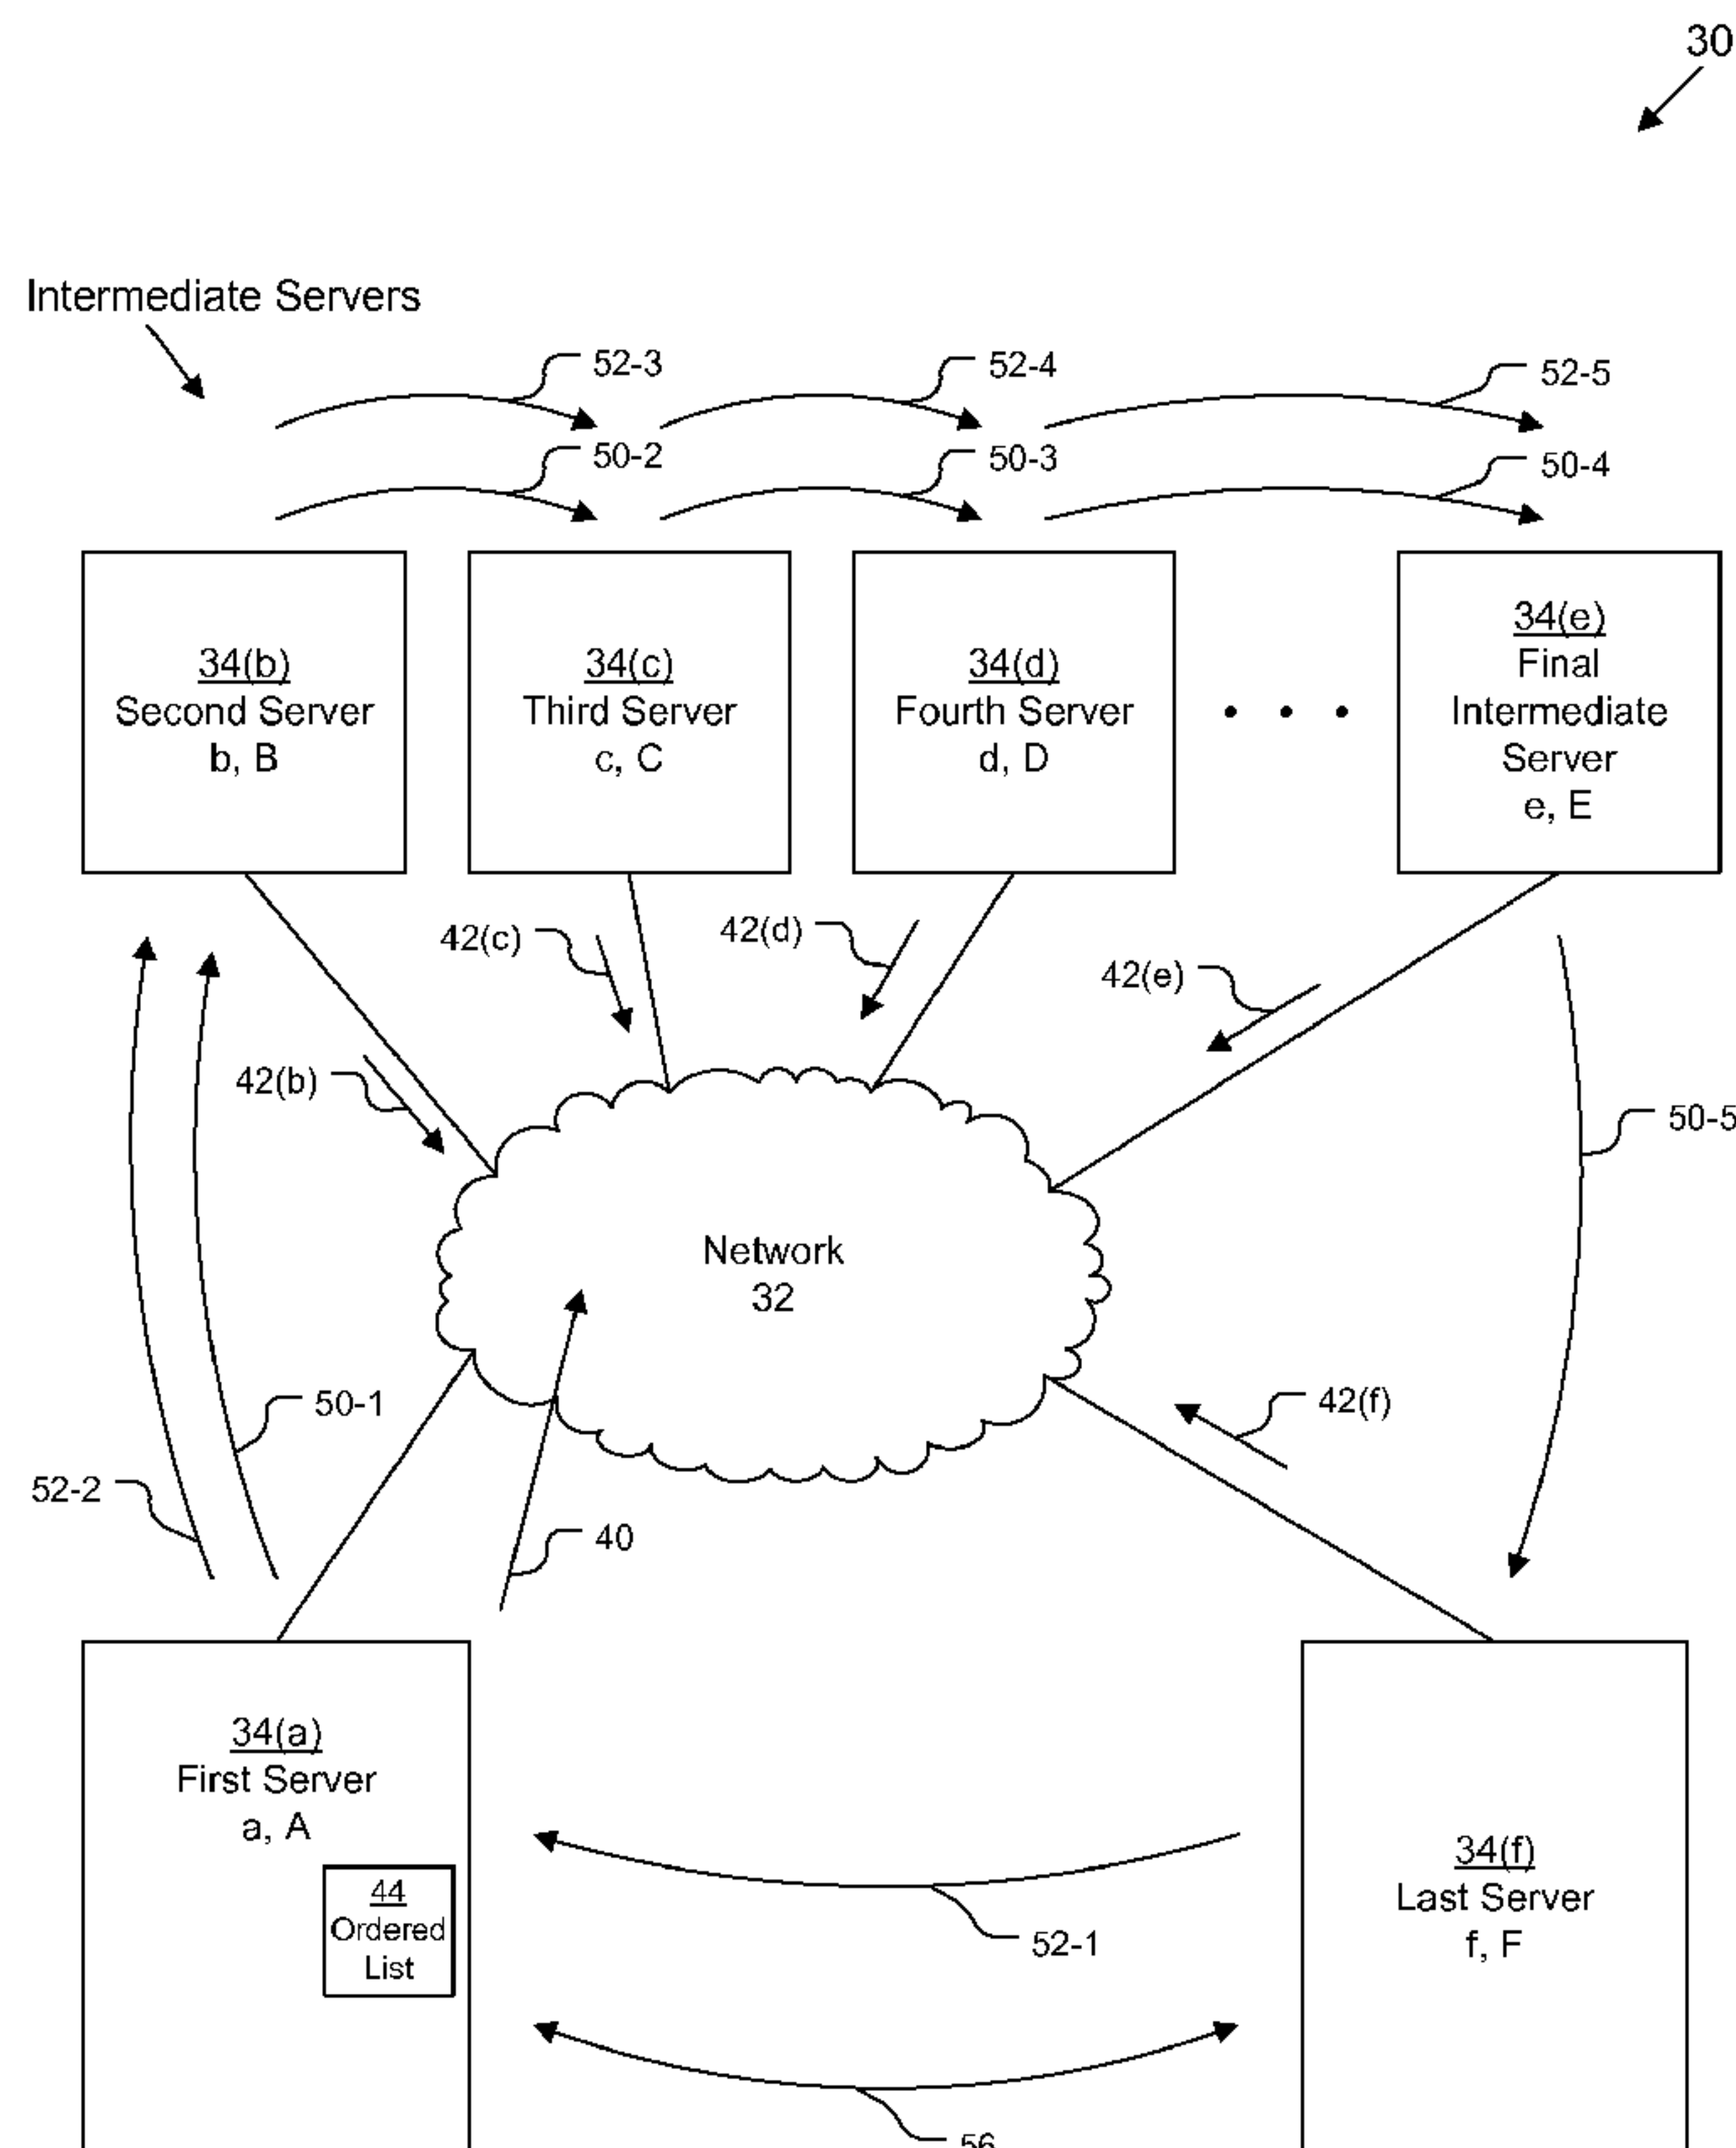 30
Intermediate Servers
52-3
52-4
52-5
50-2
50-3
50-4
34(b)
Second Server
b, B
34(c)
Third Server
c, C
34(d)
Fourth Server
d, D
34(e)
Final
Intermediate
Server
e, E
42(c)
42(d)
42(e)
42(b)
50-5
Network
32
50-1
42(f)
52-2
40
34(a)
First Server
a, A
44
Ordered
List
34(f)
Last Server
f, F
52-1
56